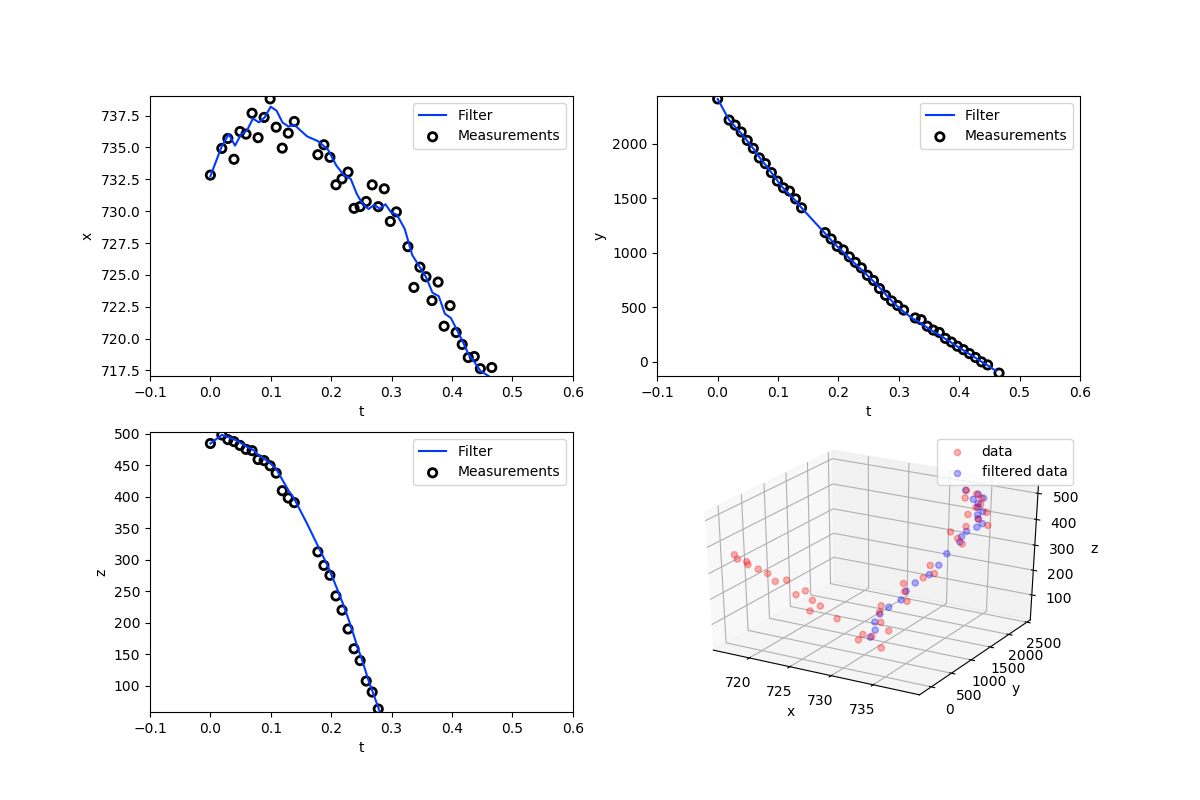 Filter
Measurements
737.5
735.0
732.5
730.0
727.5
725.0
722.5
720.0
717.5
x
−0.1 0.0 0.1 0.2 0.3 0.4 0.5 0.6
t
Filter
Measurements
2000
1500
1000
500
0
y
−0.1 0.0 0.1 0.2 0.3 0.4 0.5 0.6
t
Filter
Measurements
500
450
400
350
300
250
200
150
100
z
−0.1 0.0 0.1 0.2 0.3 0.4 0.5 0.6
t
data
filtered data
500
400
300
200
100
z
720 725 730 735
x
0 500 1000 1500 2000 2500
y